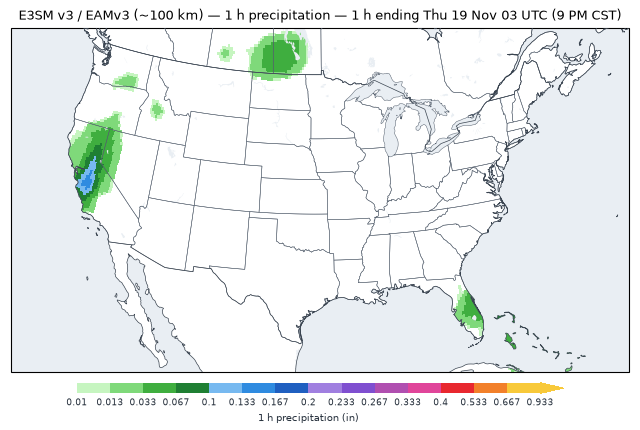 E3SM v3 / EAMv3 (~100 km) — 1 h precipitation — 1 h ending Thu 19 Nov 03 UTC (9 PM CST)
0.01 0.013 0.033 0.067 0.1 0.133 0.167 0.2 0.233 0.267 0.333 0.4 0.533 0.667 0.933
1 h precipitation (in)